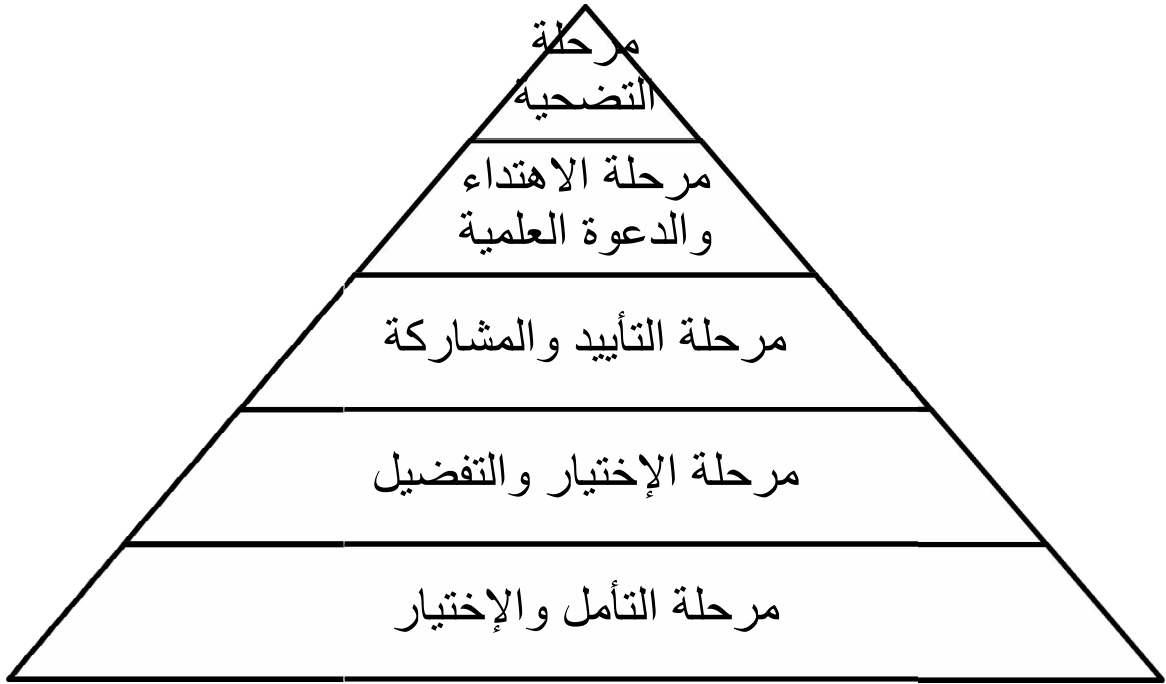 مرحلة
التضحية
مرحلة الاهتداء
والدعوة العلمية
مرحلة التأييد والمشاركة
مرحلة الإختيار والتفضيل
مرحلة التأمل والإختيار